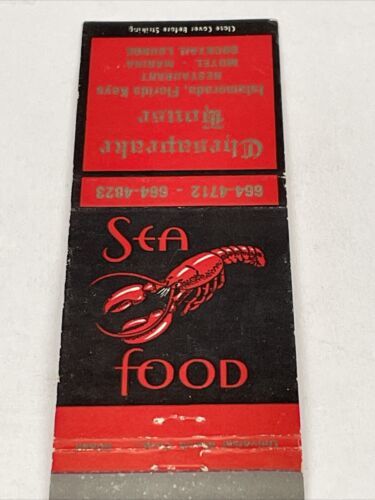 Close Cover Before Striking
Chesapeake
House
Islamorada, Florida Keys
RESTAURANT
MOTEL - MARINA
COCKTAIL LOUNGE
664-4712 - 664-4823
SEA
FOOD